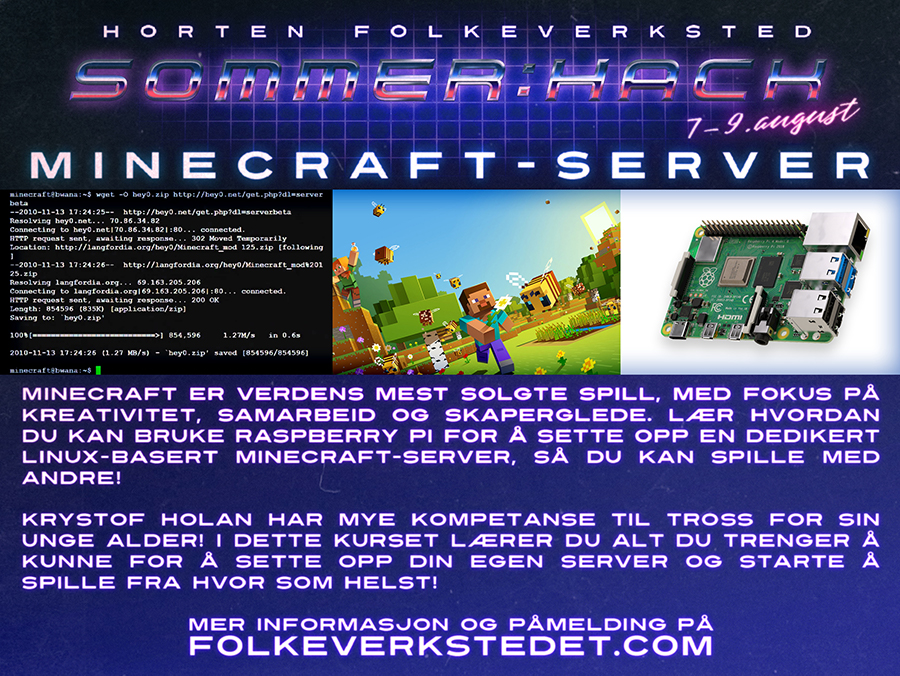 HORTEN FOLKEVERKSTED
SOMMER:HACK
7-9.august
MINECRAFT-SERVER
minecraft@bwana:~$ wget -O hey0.zip http://hey0.net/get.php?dl=server
beta
--2010-11-13 17:24:25--  http://hey0.net/get.php?dl=serverbeta
Resolving hey0.net... 70.86.34.82
Connecting to hey0.net|70.86.34.82|:80... connected.
HTTP request sent, awaiting response... 302 Moved Temporarily
Location: http://langfordia.org/hey0/Minecraft_mod 125.zip [following
]
--2010-11-13 17:24:26--  http://langfordia.org/hey0/Minecraft_mod%201
25.zip
Resolving langfordia.org... 69.163.205.206
Connecting to langfordia.org|69.163.205.206|:80... connected.
HTTP request sent, awaiting response... 200 OK
Length: 854596 (835K) [application/zip]
Saving to: `hey0.zip'
100%[===========================>] 854,596     1.27M/s   in 0.6s
2010-11-13 17:24:26 (1.27 MB/s) - `hey0.zip' saved [854596/854596]
minecraft@bwana:~$
HDMI
MINECRAFT ER VERDENS MEST SOLGTE SPILL, MED FOKUS PÅ
KREATIVITET, SAMARBEID OG SKAPERGLEDE. LÆR HVORDAN
DU KAN BRUKE RASPBERRY PI FOR Å SETTE OPP EN DEDIKERT
LINUX-BASERT MINECRAFT-SERVER, SÅ DU KAN SPILLE MED
ANDRE!
KRYSTOF HOLAN HAR MYE KOMPETANSE TIL TROSS FOR SIN
UNGE ALDER! I DETTE KURSET LÆRER DU ALT DU TRENGER Å
KUNNE FOR Å SETTE OPP DIN EGEN SERVER OG STARTE Å
SPILLE FRA HVOR SOM HELST!
MER INFORMASJON OG PÅMELDING PÅ
FOLKEVERKSTEDET.COM